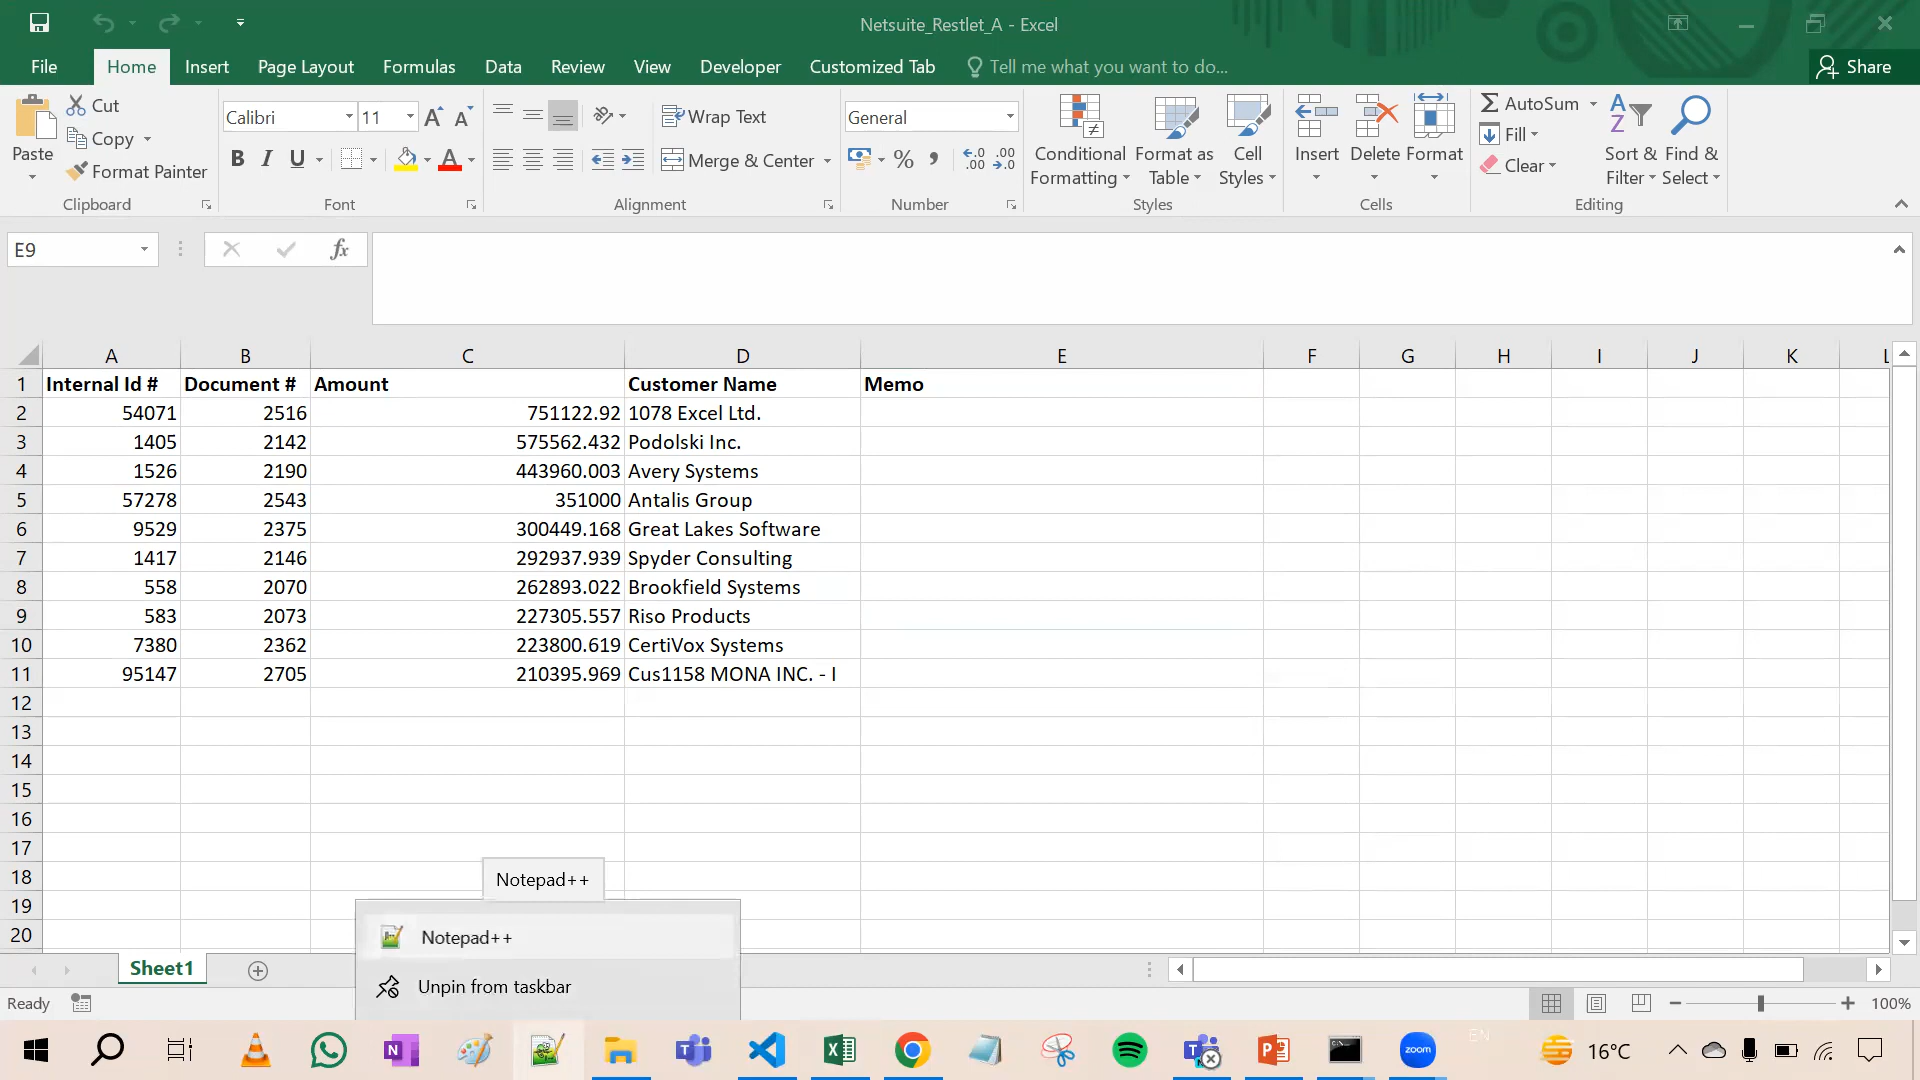 Netsuite_Restlet_A - Excel
File Home Insert Page Layout Formulas Data Review View Developer Customized Tab Tell me what you want to do... Share
Paste
Cut
Copy
Format Painter
Clipboard
Calibri 11
B I U A
Font
Wrap Text
Merge & Center
Alignment
General
% , .0 .00 .00 .0
Number
Conditional Formatting
Format as Table
Cell Styles
Styles
Insert Delete Format
Cells
AutoSum
Fill
Clear
Sort & Filter
Find & Select
Editing
E9 fx
A B C D E F G H I J K L
1 Internal Id # Document # Amount Customer Name Memo
2 54071 2516 751122.92 1078 Excel Ltd.
3 1405 2142 575562.432 Podolski Inc.
4 1526 2190 443960.003 Avery Systems
5 57278 2543 351000 Antalis Group
6 9529 2375 300449.168 Great Lakes Software
7 1417 2146 292937.939 Spyder Consulting
8 558 2070 262893.022 Brookfield Systems
9 583 2073 227305.557 Riso Products
10 7380 2362 223800.619 CertiVox Systems
11 95147 2705 210395.969 Cus1158 MONA INC. - I
12
13
14
15
16
17
18
19
20
Notepad++
Notepad++
Unpin from taskbar
Sheet1
Ready
100%
zoom
EN
16°C